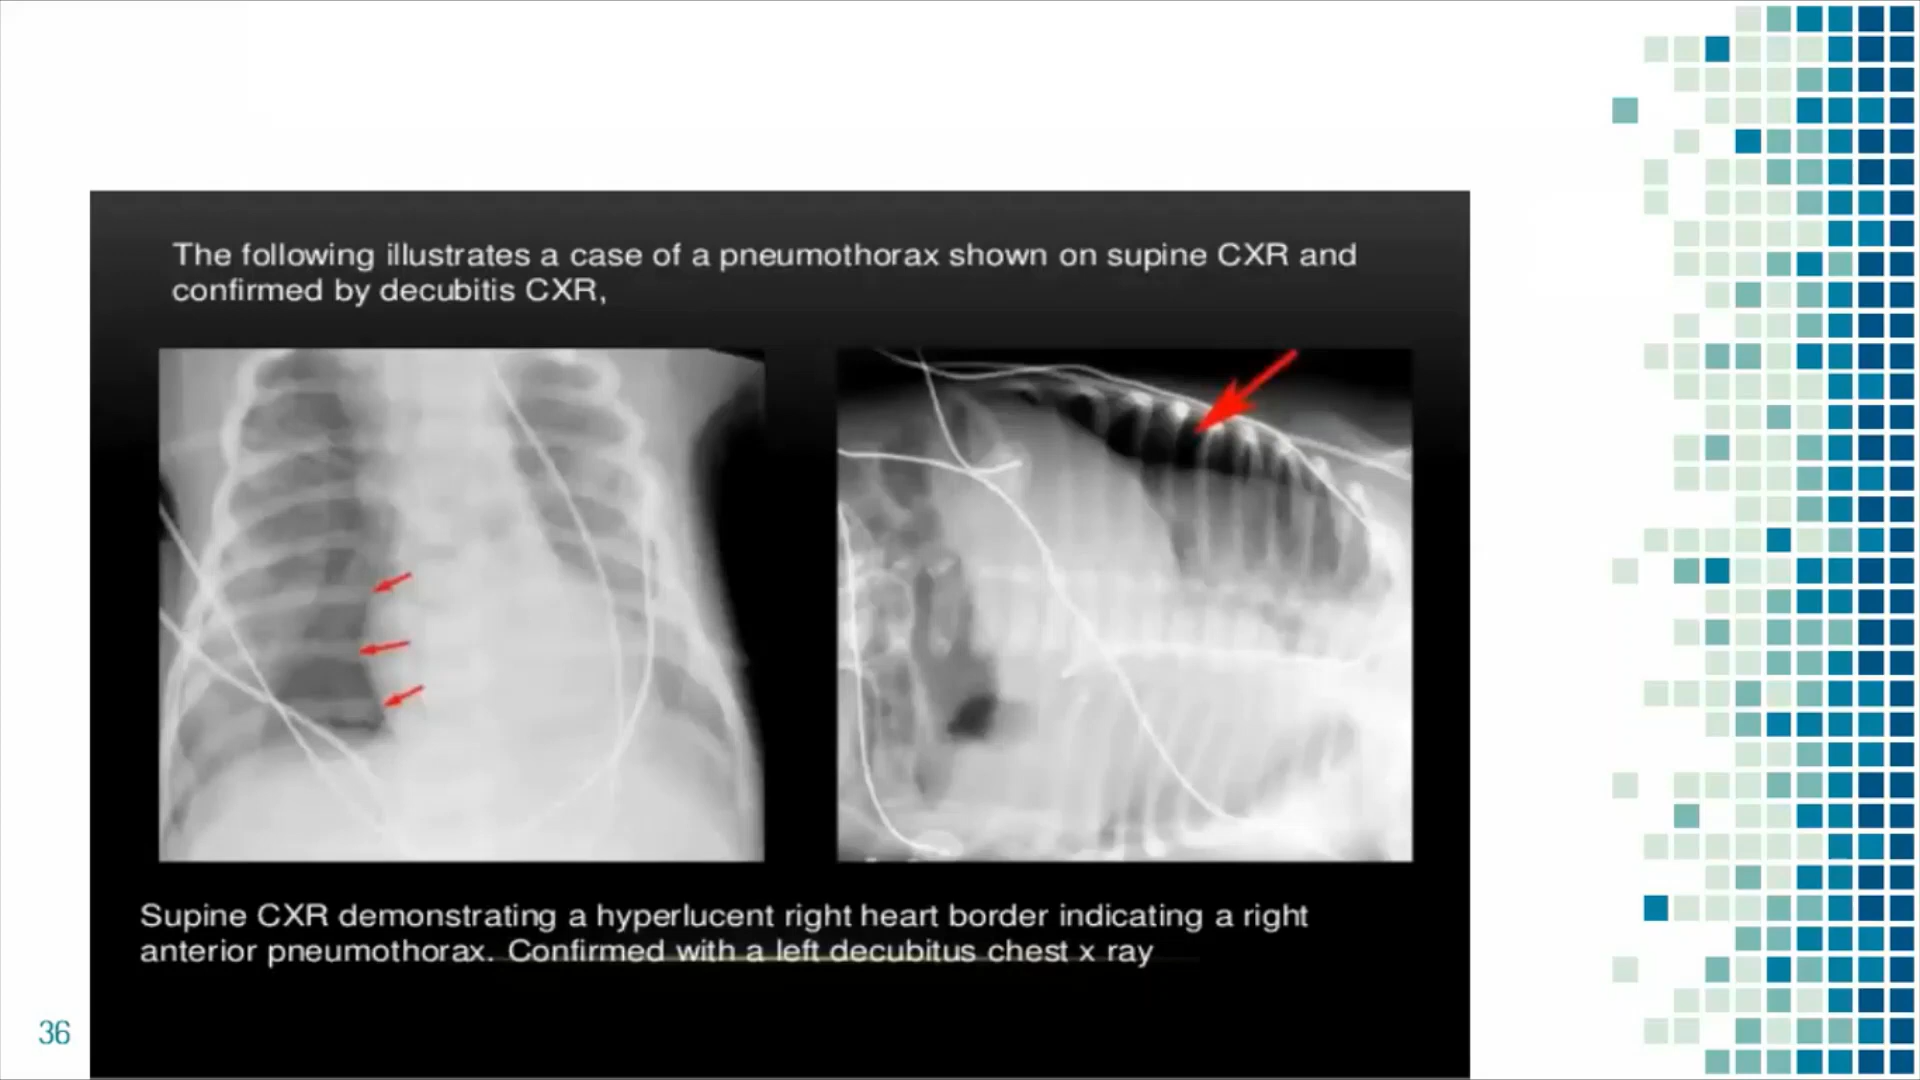 The following illustrates a case of a pneumothorax shown on supine CXR and
confirmed by decubitis CXR,
Supine CXR demonstrating a hyperlucent right heart border indicating a right
anterior pneumothorax. Confirmed with a left decubitus chest x ray
36